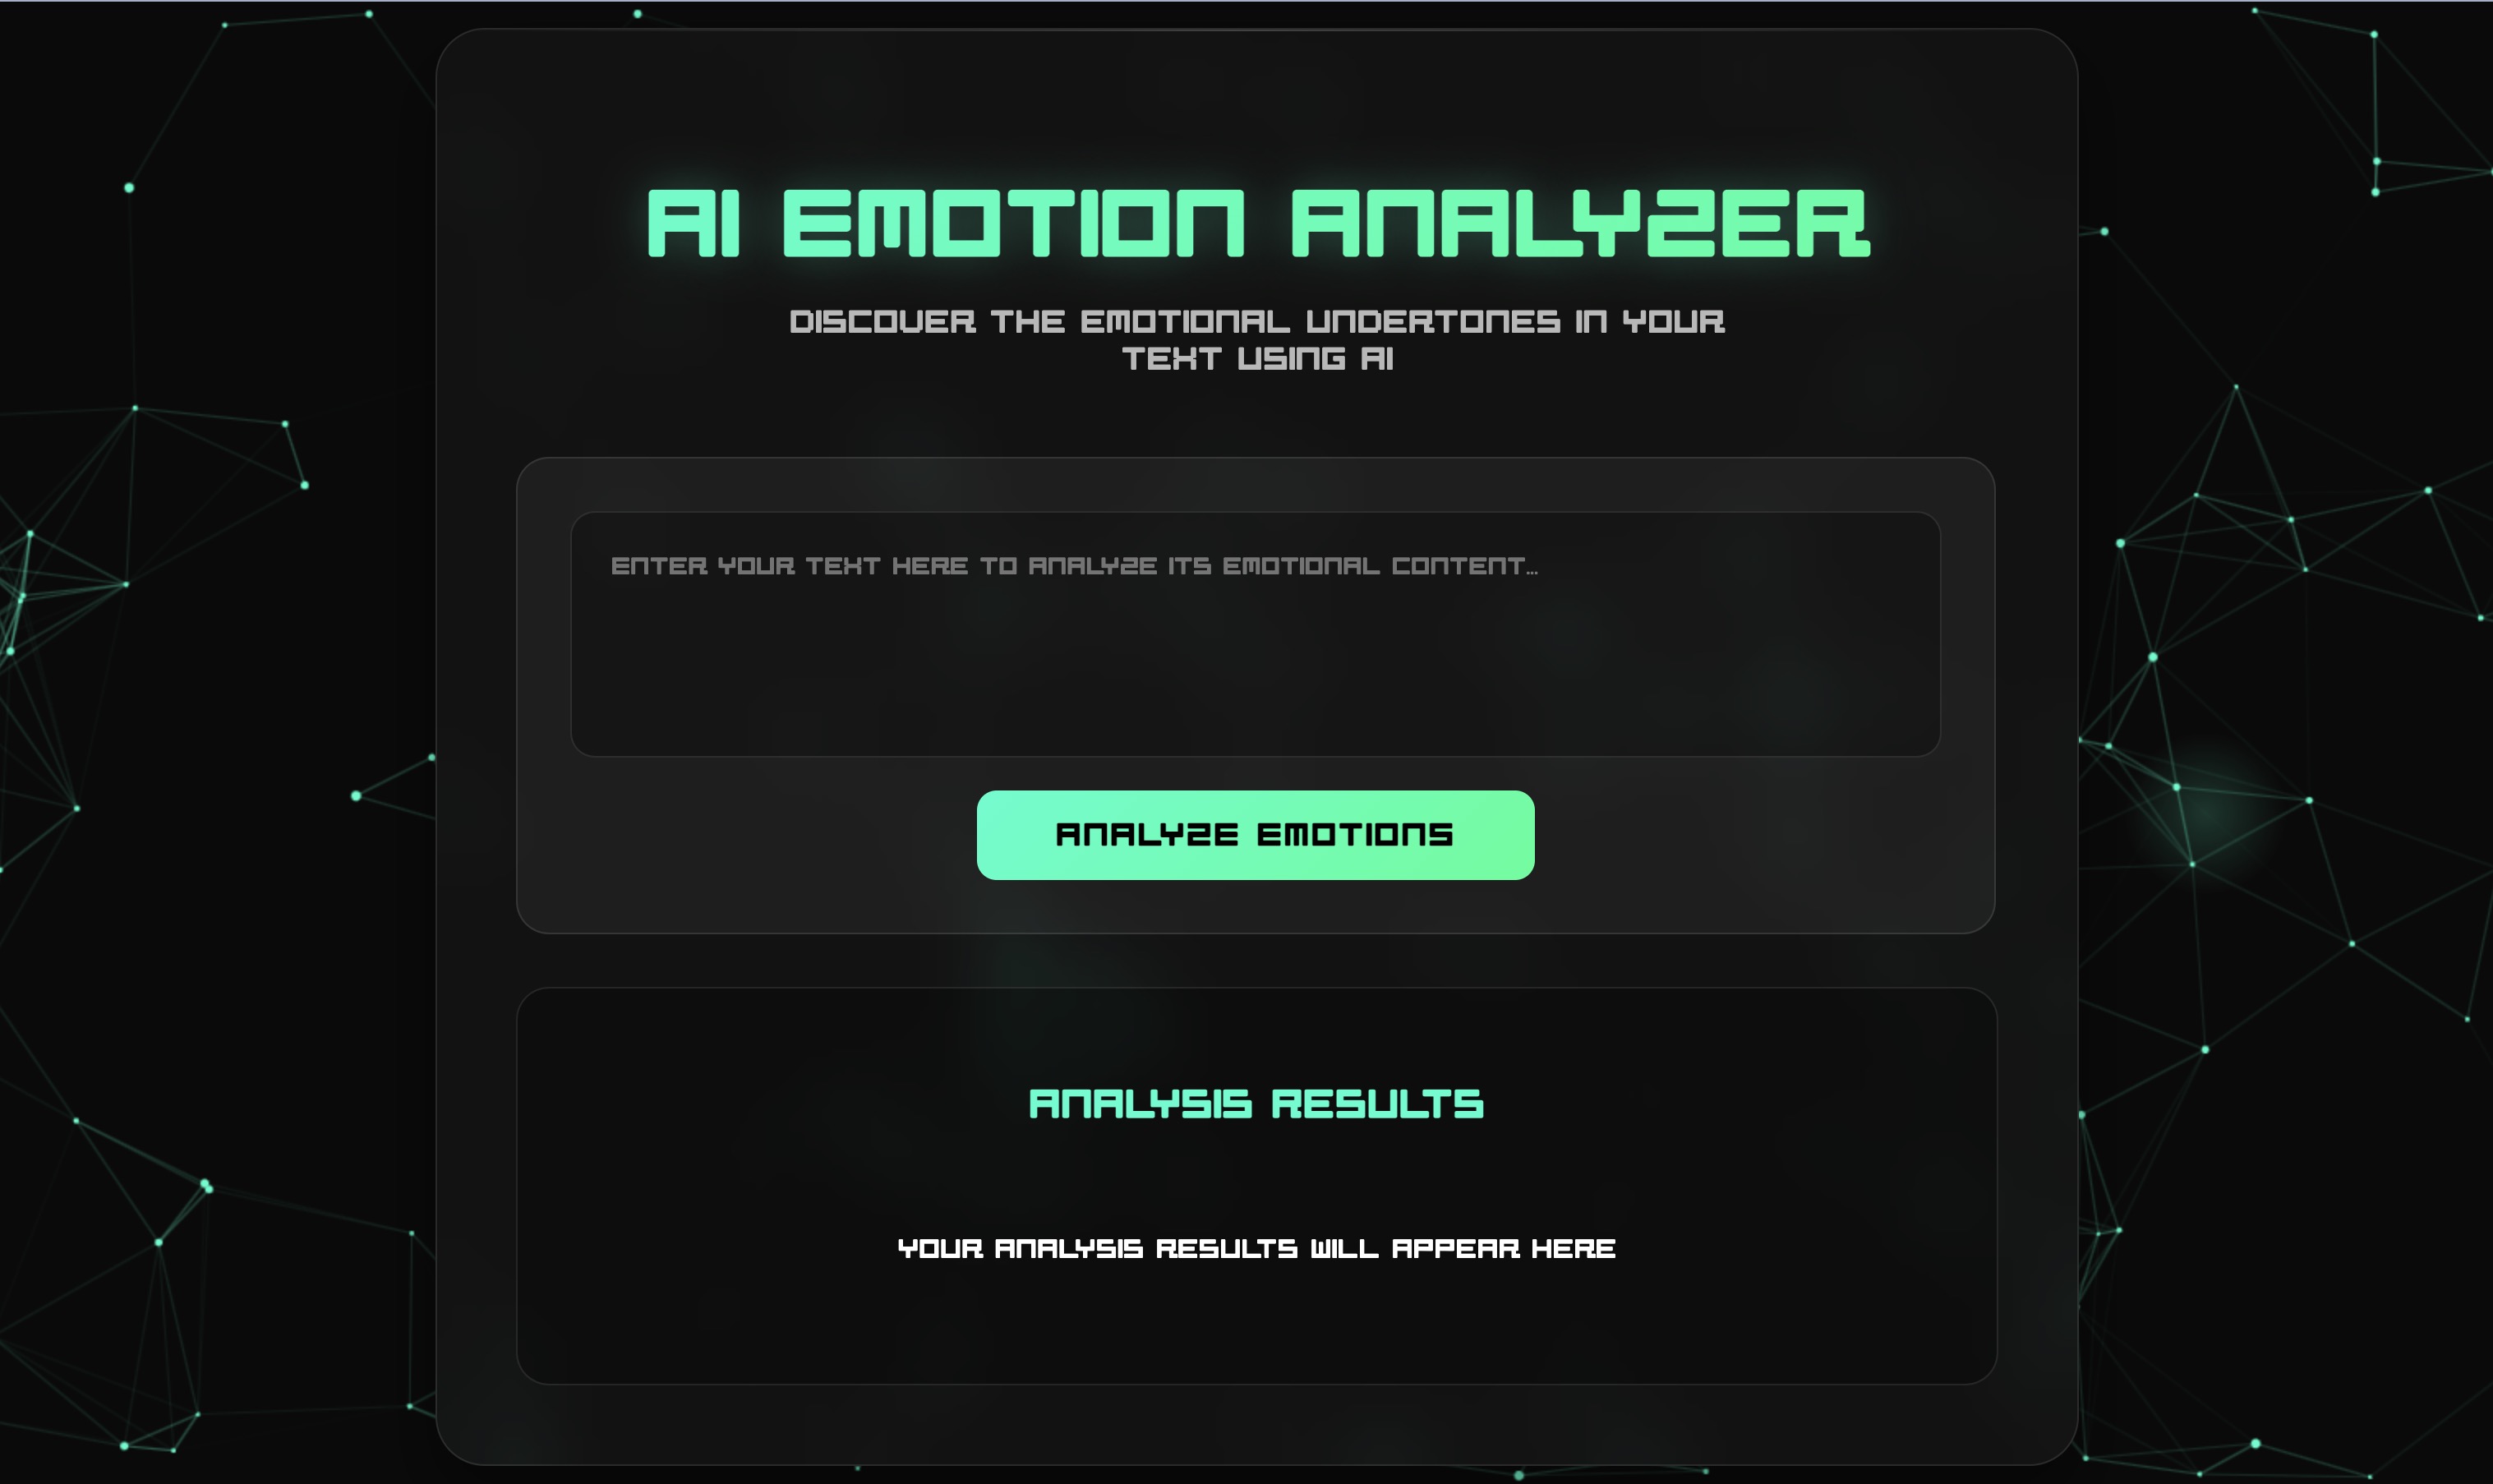 AI EMOTION ANALYZER
DISCOVER THE EMOTIONAL UNDERTONES IN YOUR
TEXT USING AI
ENTER YOUR TEXT HERE TO ANALYZE ITS EMOTIONAL CONTENT...
ANALYZE EMOTIONS
ANALYSIS RESULTS
YOUR ANALYSIS RESULTS WILL APPEAR HERE